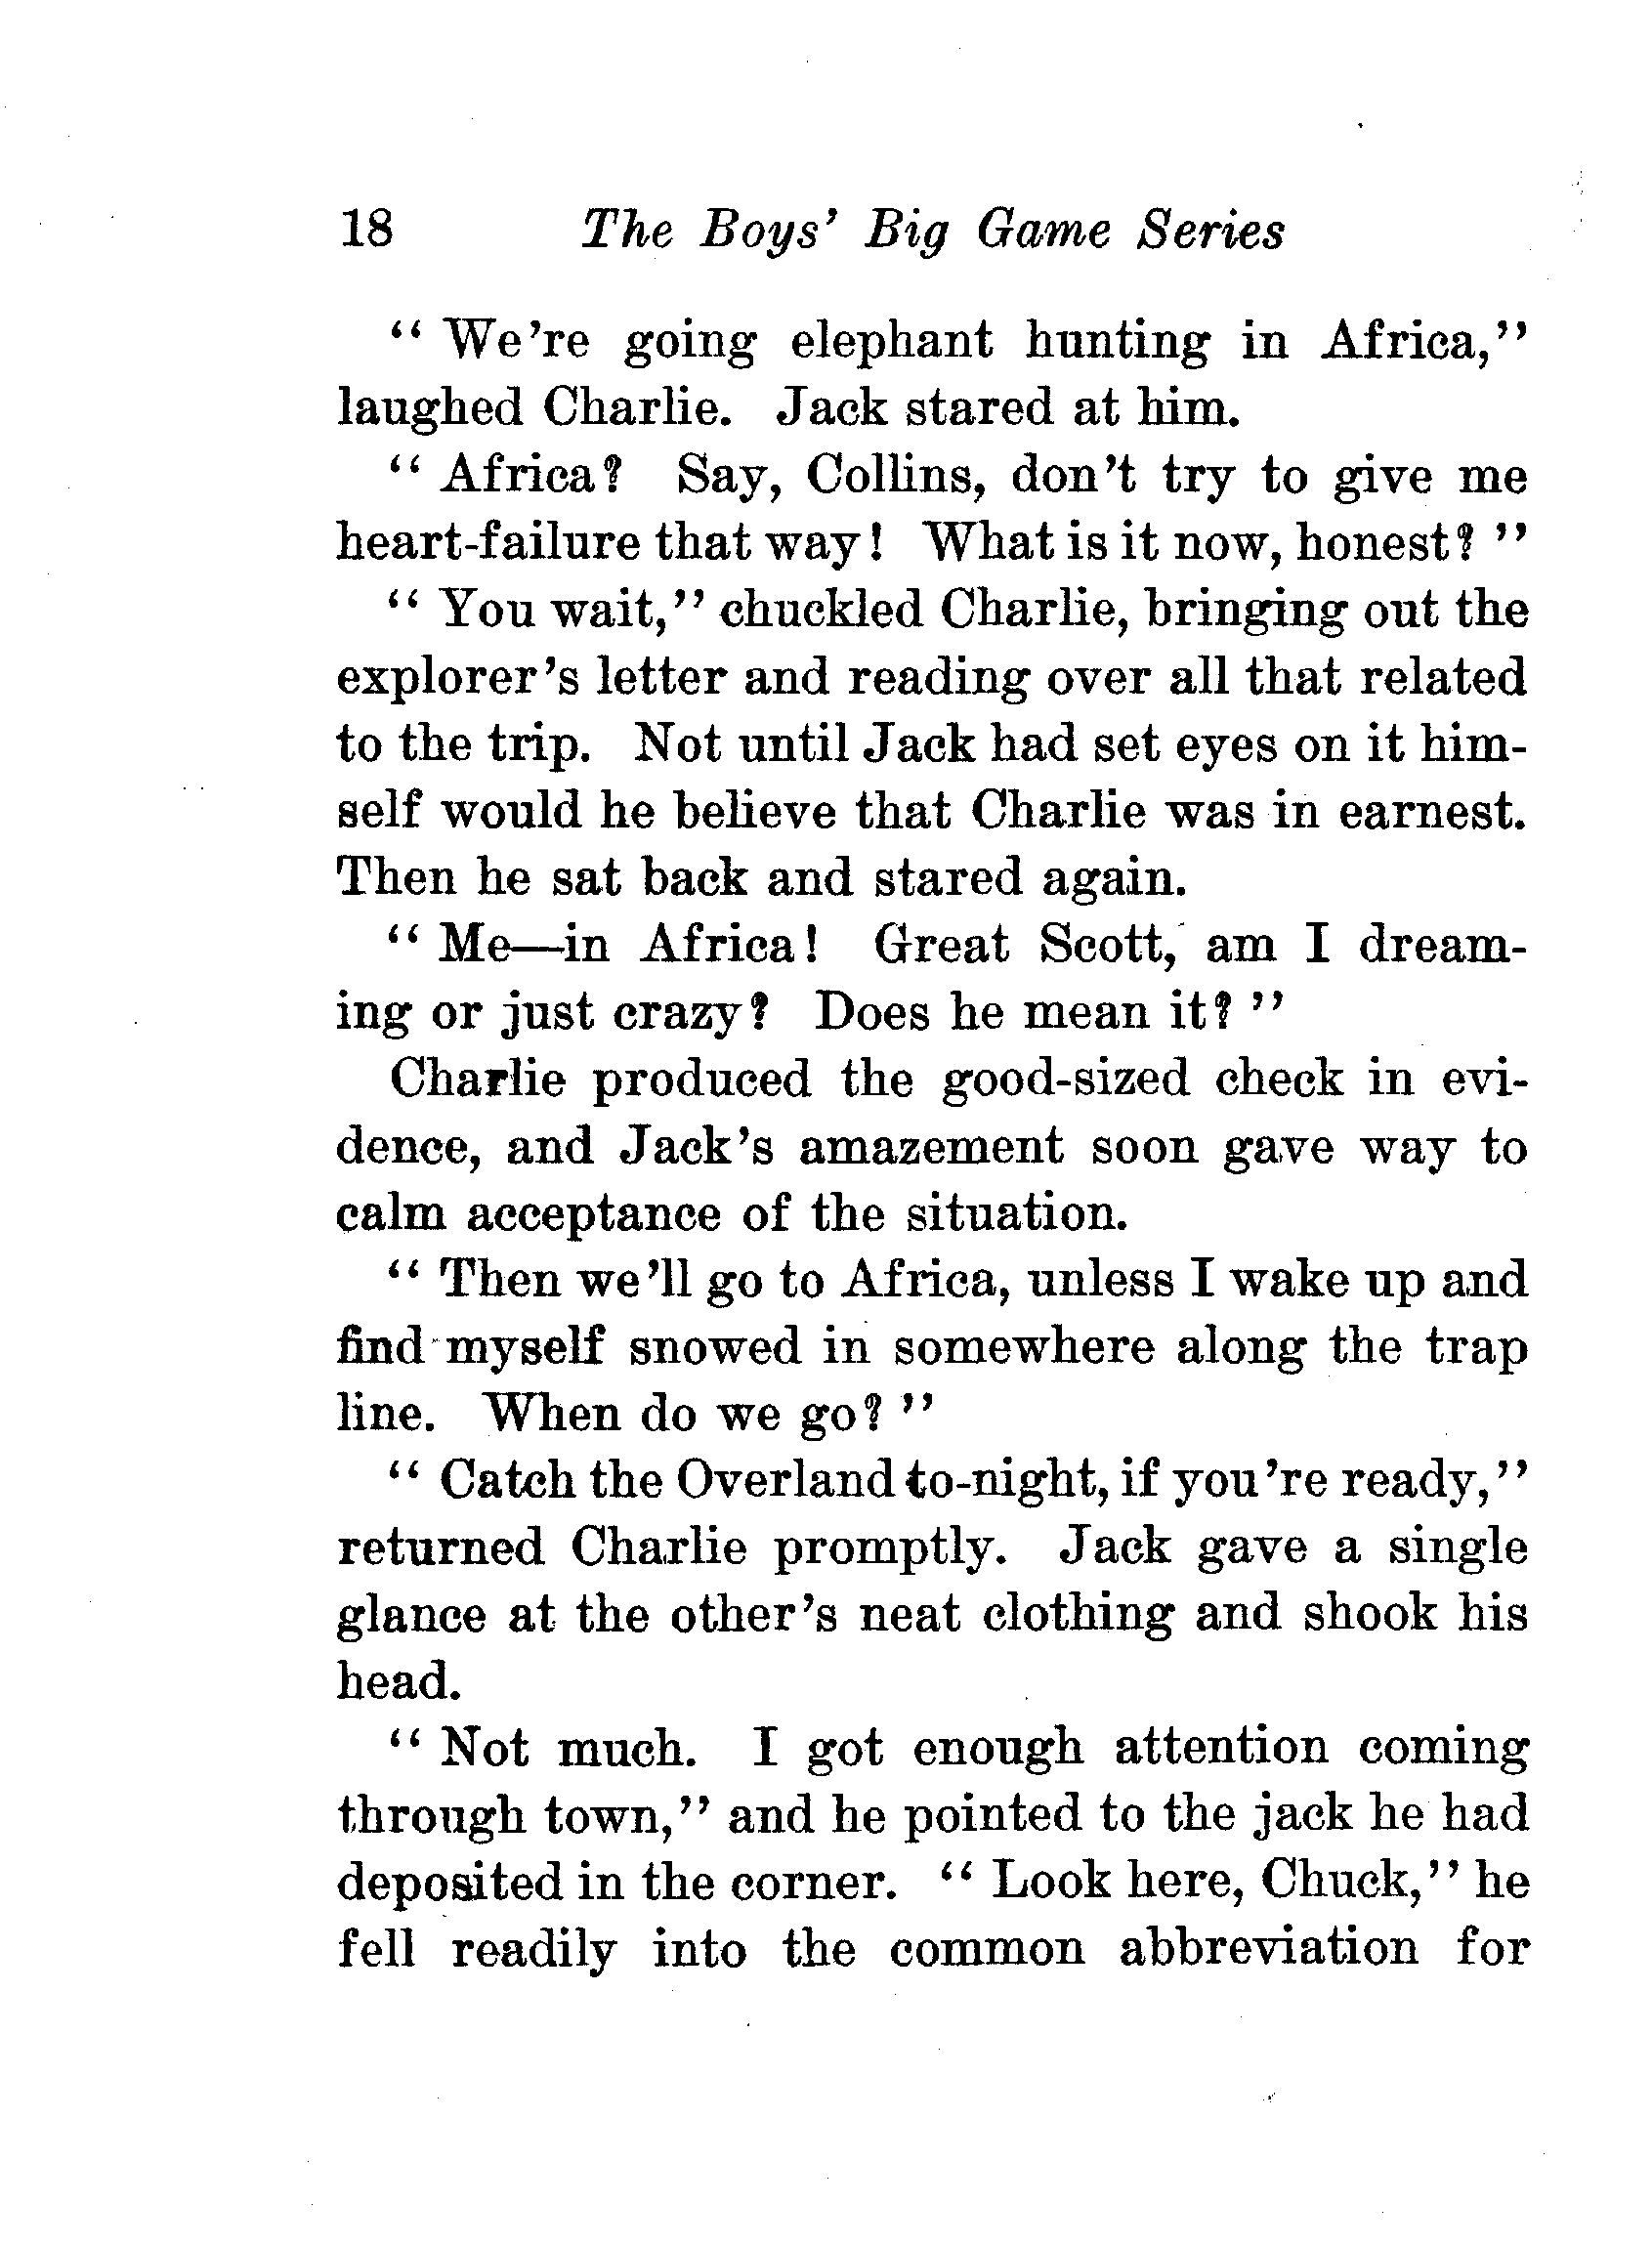 18 The Boys' Big Game Series
"We're going elephant hunting in Africa,"
laughed Charlie. Jack stared at him.
"Africa? Say, Collins, don't try to give me
heart-failure that way! What is it now, honest?"
"You wait," chuckled Charlie, bringing out the
explorer's letter and reading over all that related
to the trip. Not until Jack had set eyes on it him-
self would he believe that Charlie was in earnest.
Then he sat back and stared again.
"Me—in Africa! Great Scott, am I dream-
ing or just crazy? Does he mean it?"
Charlie produced the good-sized check in evi-
dence, and Jack's amazement soon gave way to
calm acceptance of the situation.
"Then we'll go to Africa, unless I wake up and
find myself snowed in somewhere along the trap
line. When do we go?"
"Catch the Overland to-night, if you're ready,"
returned Charlie promptly. Jack gave a single
glance at the other's neat clothing and shook his
head.
"Not much. I got enough attention coming
through town," and he pointed to the jack he had
deposited in the corner. "Look here, Chuck," he
fell readily into the common abbreviation for